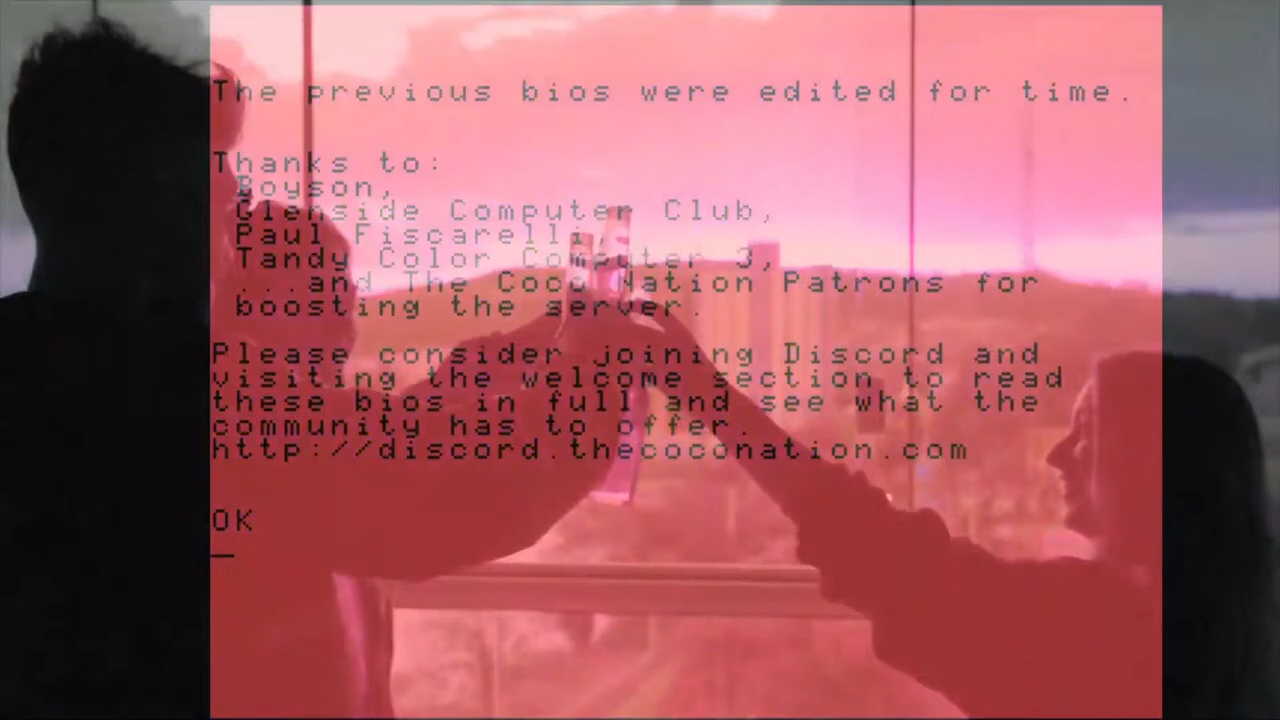 The previous bios were edited for time.
Thanks to:
Boyson,
Glenside Computer Club,
Paul Fiscarelli,
Tandy Color Computer 3,
...and The Coco Nation Patrons for
boosting the server.
Please consider joining Discord and
visiting the welcome section to read
these bios in full and see what the
community has to offer.
http://discord.thecoconation.com
OK